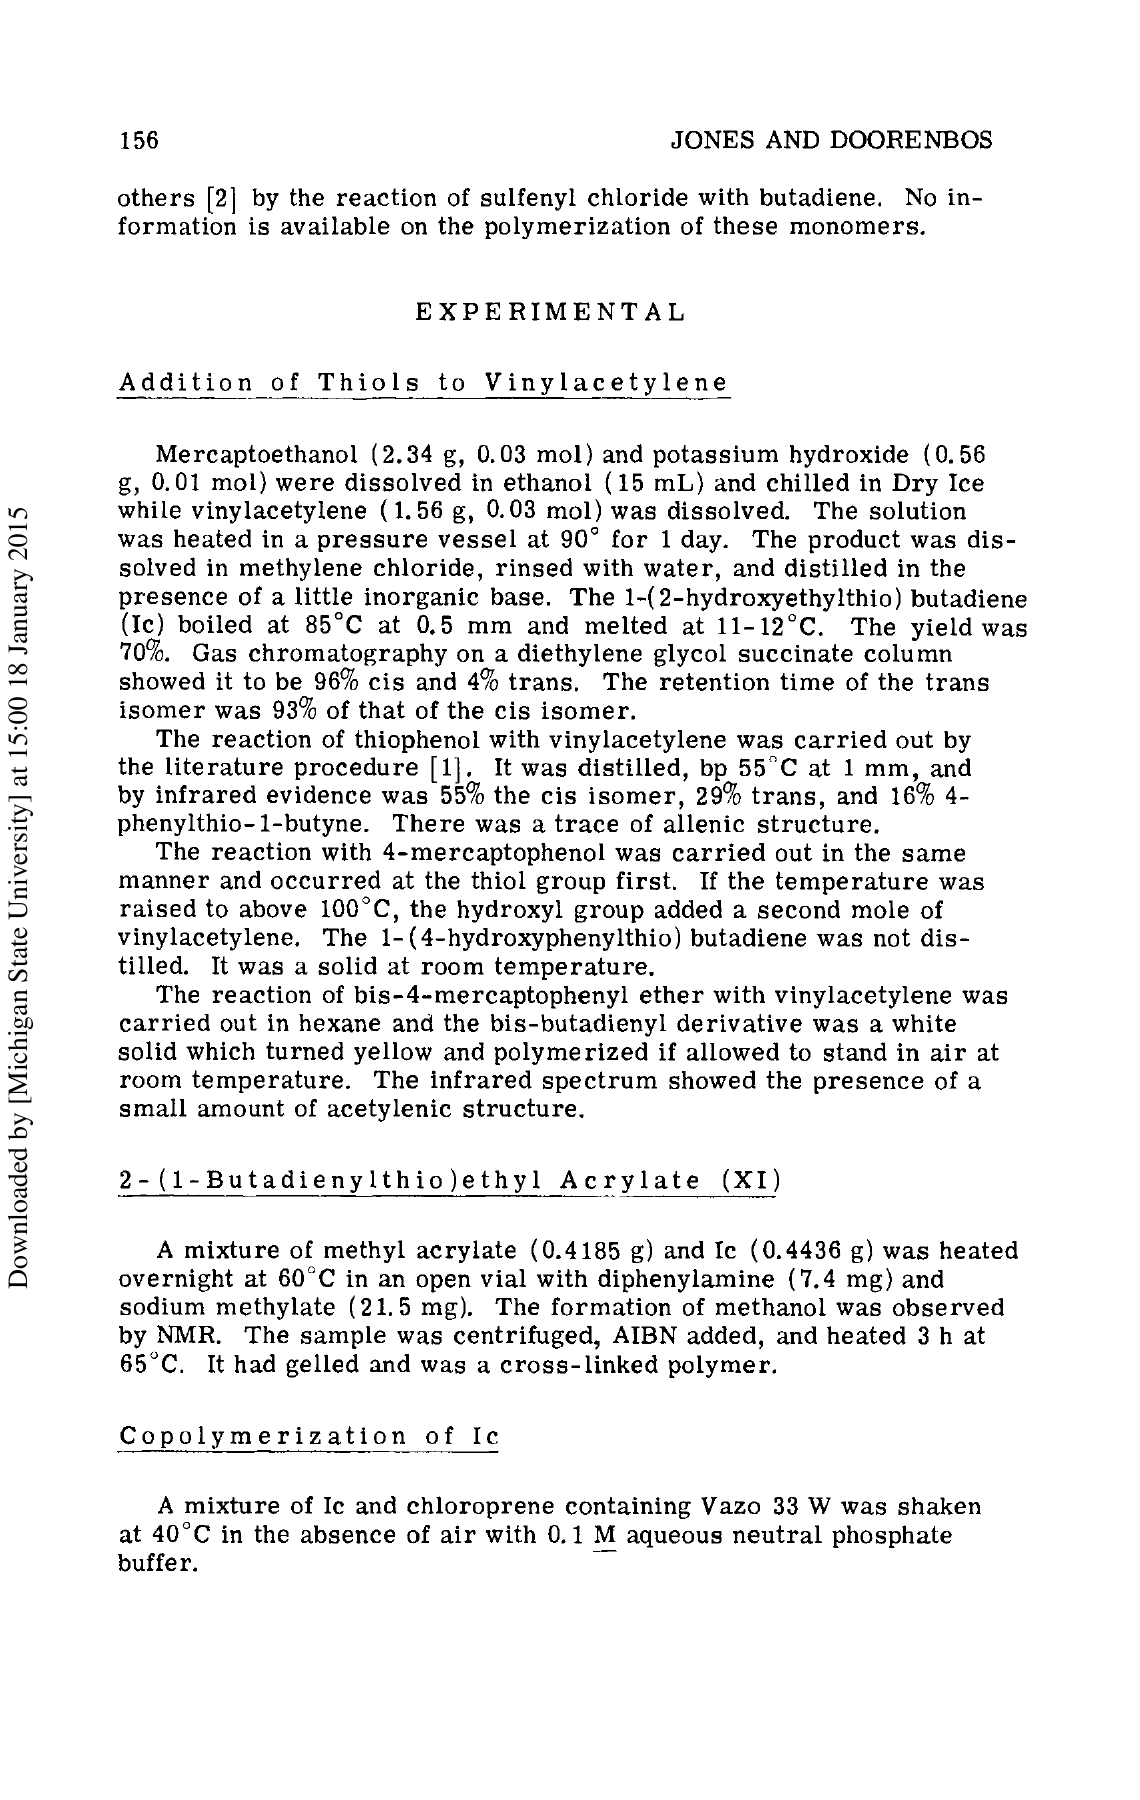 156 JONES AND DOORENBOS
others [2] by the reaction of sulfenyl chloride with butadiene. No in-
formation is available on the polymerization of these monomers.
EXPERIMENTAL
Addition of Thiols to Vinylacetylene
Mercaptoethanol (2.34 g, 0.03 mol) and potassium hydroxide (0.56
g, 0.01 mol) were dissolved in ethanol (15 mL) and chilled in Dry Ice
while vinylacetylene (1.56 g, 0.03 mol) was dissolved. The solution
was heated in a pressure vessel at 90° for 1 day. The product was dis-
solved in methylene chloride, rinsed with water, and distilled in the
presence of a little inorganic base. The 1-(2-hydroxyethylthio)butadiene
(Ic) boiled at 85°C at 0.5 mm and melted at 11-12°C. The yield was
70%. Gas chromatography on a diethylene glycol succinate column
showed it to be 96% cis and 4% trans. The retention time of the trans
isomer was 93% of that of the cis isomer.
The reaction of thiophenol with vinylacetylene was carried out by
the literature procedure [1]. It was distilled, bp 55°C at 1 mm, and
by infrared evidence was 55% the cis isomer, 29% trans, and 16% 4-
phenylthio-1-butyne. There was a trace of allenic structure.
The reaction with 4-mercaptophenol was carried out in the same
manner and occurred at the thiol group first. If the temperature was
raised to above 100°C, the hydroxyl group added a second mole of
vinylacetylene. The 1-(4-hydroxyphenylthio)butadiene was not dis-
tilled. It was a solid at room temperature.
The reaction of bis-4-mercaptophenyl ether with vinylacetylene was
carried out in hexane and the bis-butadienyl derivative was a white
solid which turned yellow and polymerized if allowed to stand in air at
room temperature. The infrared spectrum showed the presence of a
small amount of acetylenic structure.
2-(1-Butadienylthio)ethyl Acrylate (XI)
A mixture of methyl acrylate (0.4185 g) and Ic (0.4436 g) was heated
overnight at 60°C in an open vial with diphenylamine (7.4 mg) and
sodium methylate (21.5 mg). The formation of methanol was observed
by NMR. The sample was centrifuged, AIBN added, and heated 3 h at
65°C. It had gelled and was a cross-linked polymer.
Copolymerization of Ic
A mixture of Ic and chloroprene containing Vazo 33 W was shaken
at 40°C in the absence of air with 0.1 M aqueous neutral phosphate
buffer.
Downloaded by [Michigan State University] at 15:00 18 January 2015